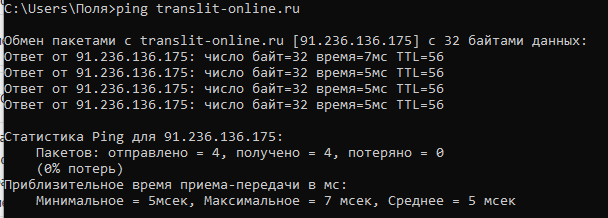 C:\Users\Поля>ping translit-online.ru
Обмен пакетами с translit-online.ru [91.236.136.175] с 32 байтами данных:
Ответ от 91.236.136.175: число байт=32 время=7мс TTL=56
Ответ от 91.236.136.175: число байт=32 время=5мс TTL=56
Ответ от 91.236.136.175: число байт=32 время=5мс TTL=56
Ответ от 91.236.136.175: число байт=32 время=5мс TTL=56
Статистика Ping для 91.236.136.175:
Пакетов: отправлено = 4, получено = 4, потеряно = 0
(0% потерь)
Приблизительное время приема-передачи в мс:
Минимальное = 5мсек, Максимальное = 7 мсек, Среднее = 5 мсек